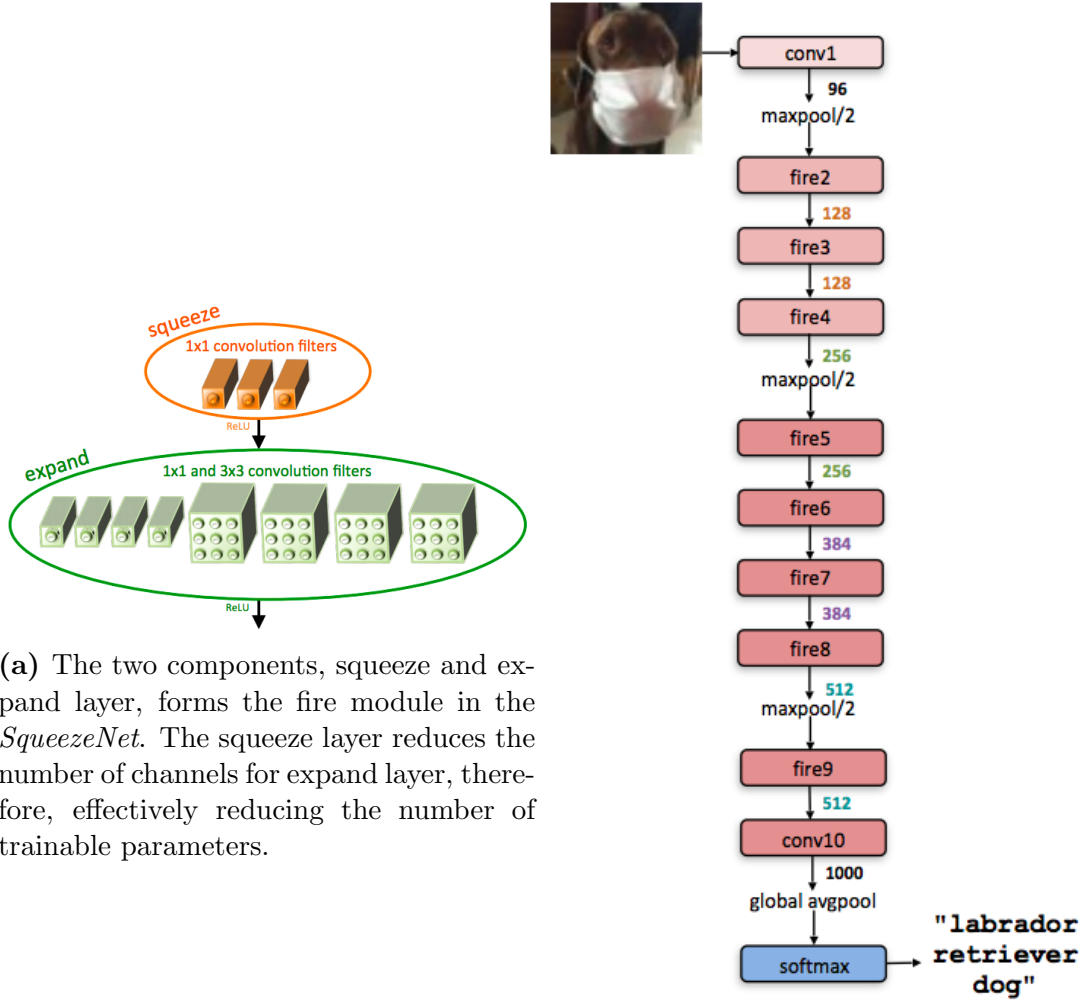 squeeze
1x1 convolution filters
ReLU
expand
1x1 and 3x3 convolution filters
ReLU
(a) The two components, squeeze and ex-
pand layer, forms the fire module in the
SqueezeNet. The squeeze layer reduces the
number of channels for expand layer, there-
fore, effectively reducing the number of
trainable parameters.
conv1
96
maxpool/2
fire2
128
fire3
128
fire4
256
maxpool/2
fire5
256
fire6
384
fire7
384
fire8
512
maxpool/2
fire9
512
conv10
1000
global avgpool
softmax
"labrador
retriever
dog"